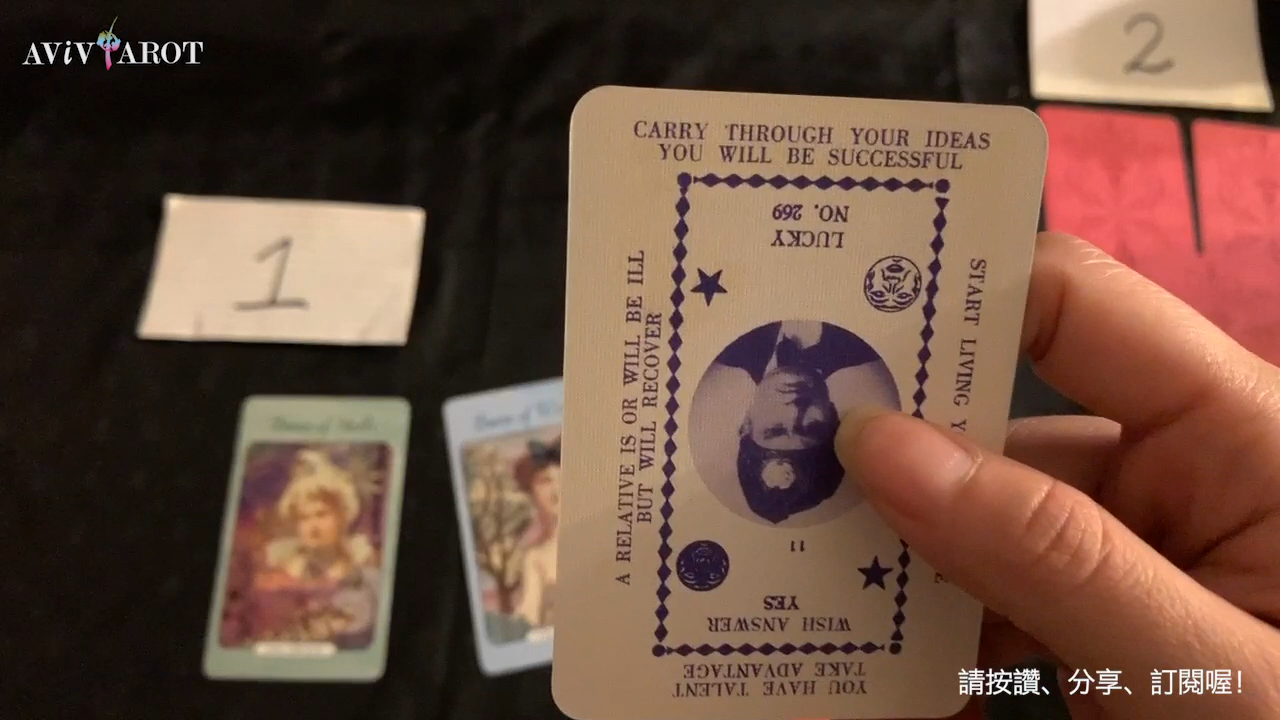 AViVTAROT
2
1
CARRY THROUGH YOUR IDEAS
YOU WILL BE SUCCESSFUL
LUCKY
NO. 269
A RELATIVE IS OR WILL BE ILL
BUT WILL RECOVER
START LIVING
11
WISH ANSWER
YES
YOU HAVE TALENT
TAKE ADVANTAGE
請按讚、分享、訂閱喔!